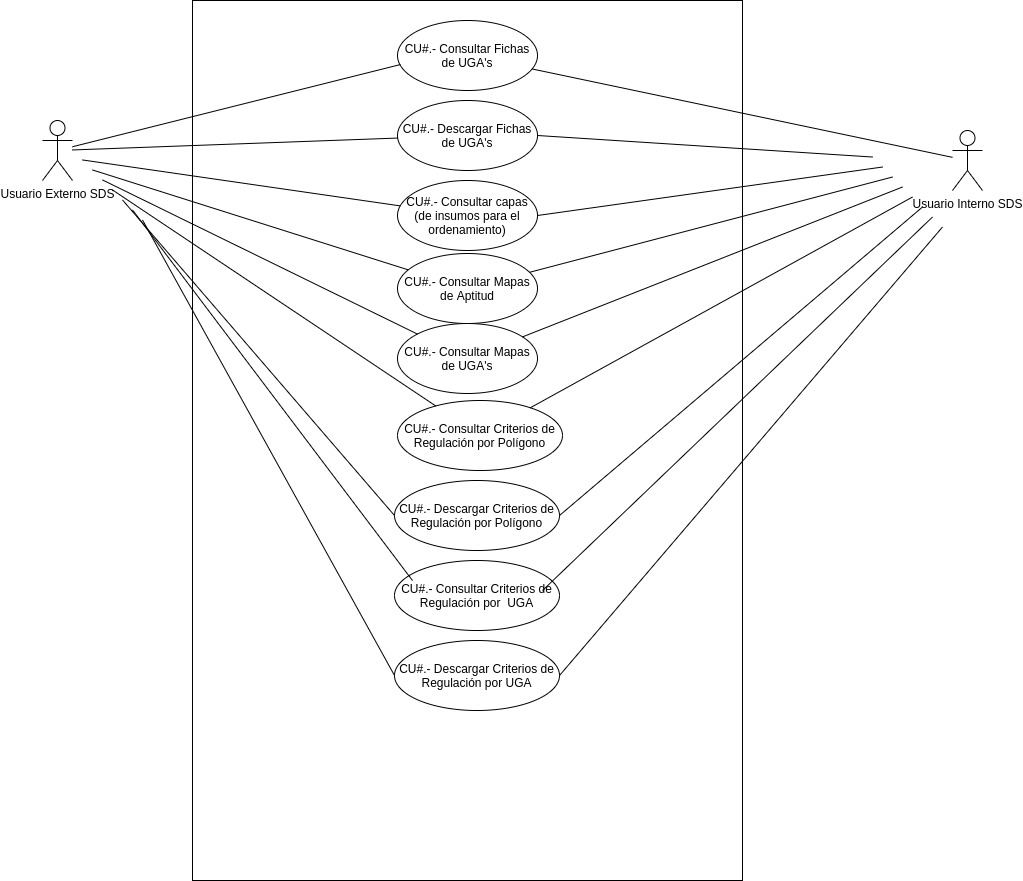 CU#.- Consultar Fichas
de UGA's
CU#.- Descargar Fichas
de UGA's
Usuario Externo SDS
Usuario Interno SDS
CU#.- Consultar capas
(de insumos para el
ordenamiento)
CU#.- Consultar Mapas
de Aptitud
CU#.- Consultar Mapas
de UGA's
CU#.- Consultar Criterios de
Regulación por Polígono
CU#.- Descargar Criterios de
Regulación por Polígono
CU#.- Consultar Criterios de
Regulación por  UGA
CU#.- Descargar Criterios de
Regulación por UGA